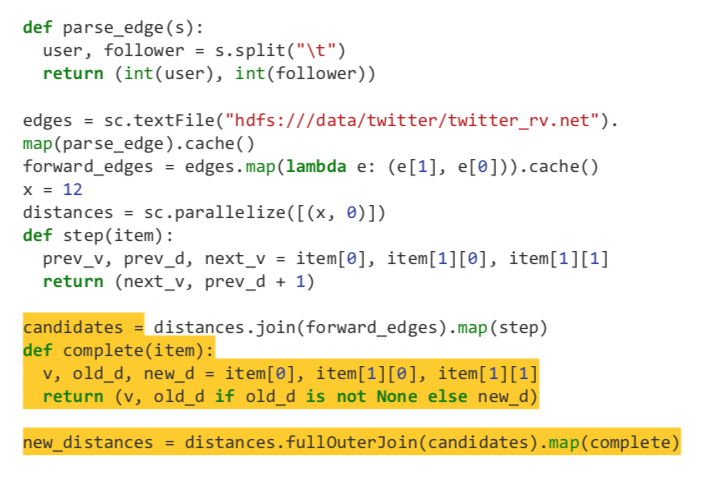 def parse_edge(s):
  user, follower = s.split("\t")
  return (int(user), int(follower))

edges = sc.textFile("hdfs:///data/twitter/twitter_rv.net").
map(parse_edge).cache()
forward_edges = edges.map(lambda e: (e[1], e[0])).cache()
x = 12
distances = sc.parallelize([(x, 0)])
def step(item):
  prev_v, prev_d, next_v = item[0], item[1][0], item[1][1]
  return (next_v, prev_d + 1)

candidates = distances.join(forward_edges).map(step)
def complete(item):
  v, old_d, new_d = item[0], item[1][0], item[1][1]
  return (v, old_d if old_d is not None else new_d)

new_distances = distances.fullOuterJoin(candidates).map(complete)